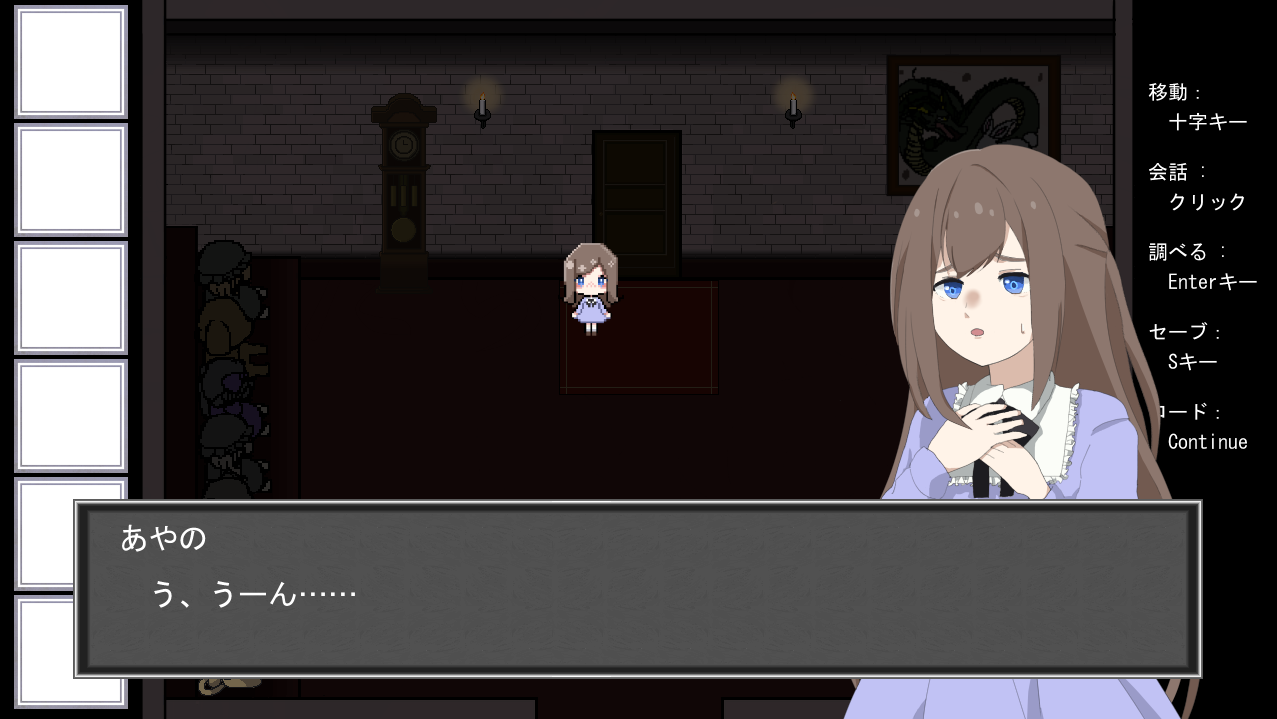 移動：
十字キー
会話：
クリック
調べる：
Enterキー
セーブ：
Sキー
ロード：
Continue
あやの
う、うーん……